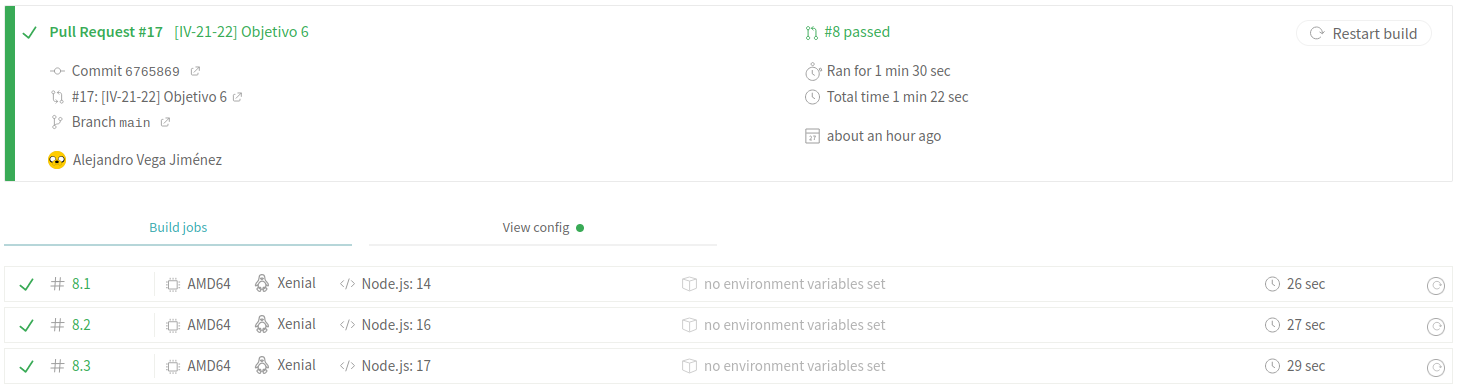 Pull Request #17 [IV-21-22] Objetivo 6
Commit 6765869
#17: [IV-21-22] Objetivo 6
Branch main
Alejandro Vega Jiménez
#8 passed
Ran for 1 min 30 sec
Total time 1 min 22 sec
27
about an hour ago
Restart build
Build jobs
View config
# 8.1 AMD64 Xenial </> Node.js: 14 no environment variables set 26 sec
# 8.2 AMD64 Xenial </> Node.js: 16 no environment variables set 27 sec
# 8.3 AMD64 Xenial </> Node.js: 17 no environment variables set 29 sec